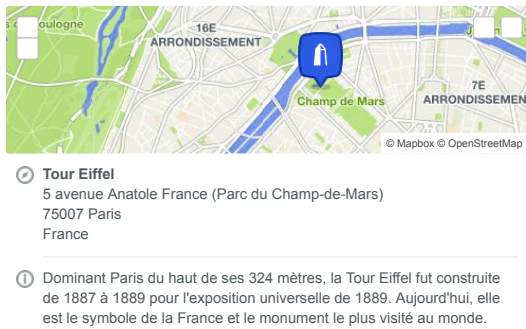 oulogne
16E
ARRONDISSEMENT
Champ de Mars
7E
ARRONDISSEMEN
© Mapbox © OpenStreetMap
Tour Eiffel
5 avenue Anatole France (Parc du Champ-de-Mars)
75007 Paris
France
Dominant Paris du haut de ses 324 mètres, la Tour Eiffel fut construite
de 1887 à 1889 pour l'exposition universelle de 1889. Aujourd'hui, elle
est le symbole de la France et le monument le plus visité au monde.